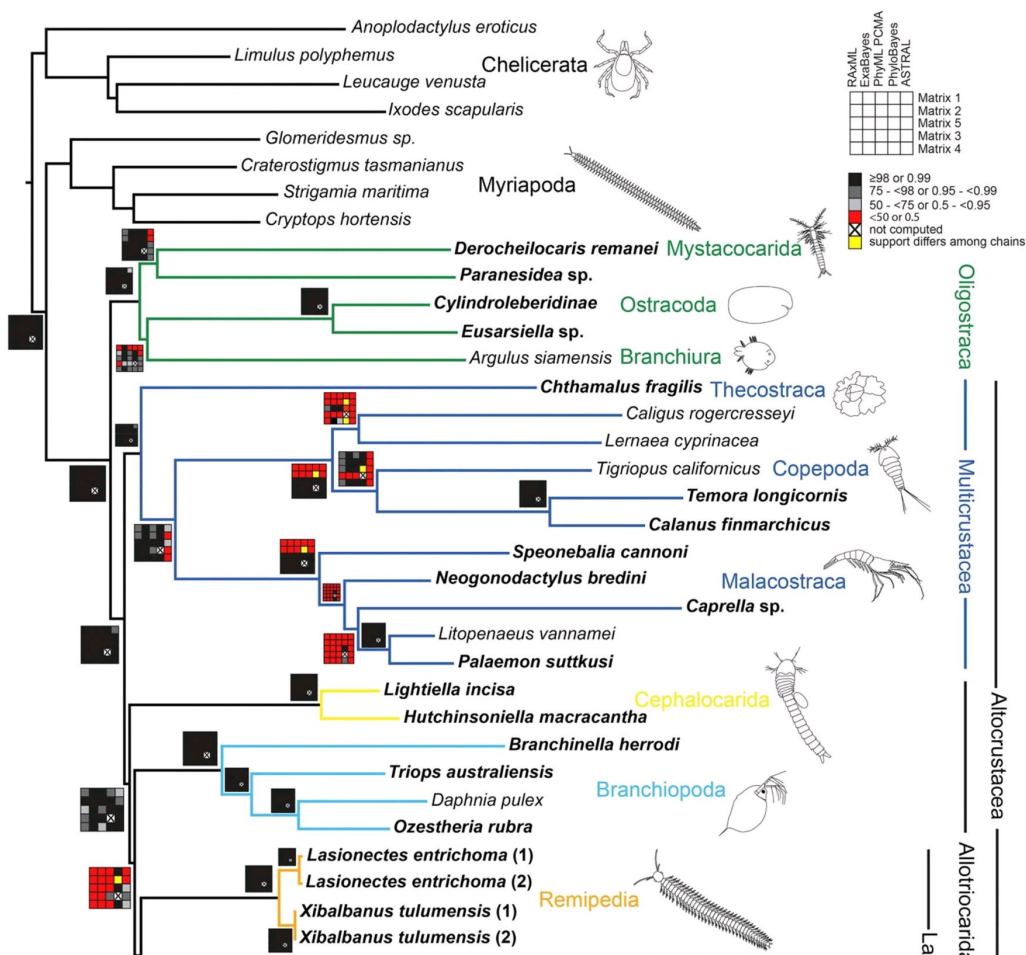 Anoplodactylus eroticus
Limulus polyphemus
Chelicerata
Leucauge venusta
Ixodes scapularis
Glomeridesmus sp.
Craterostigmus tasmanianus
Myriapoda
Strigamia maritima
Cryptops hortensis
RAxML
ExaBayes
PhyML PCMA
PhyloBayes
ASTRAL
Matrix 1
Matrix 2
Matrix 5
Matrix 3
Matrix 4
≥98 or 0.99
75 - <98 or 0.95 - <0.99
50 - <75 or 0.5 - <0.95
<50 or 0.5
not computed
support differs among chains
Derocheilocaris remanei Mystacocarida
Paranesidea sp.
Cylindroleberidinae
Ostracoda
Eusarsiella sp.
Argulus siamensis Branchiura
Oligostraca
Chthamalus fragilis Thecostraca
Caligus rogercresseyi
Lernaea cyprinacea
Tigriopus californicus Copepoda
Temora longicornis
Calanus finmarchicus
Speonebalia cannoni
Neogonodactylus bredini Malacostraca
Caprella sp.
Litopenaeus vannamei
Palaemon suttkusi
Multicrustacea
Lightiella incisa
Cephalocarida
Hutchinsoniella macracantha
Branchinella herrodi
Triops australiensis
Branchiopoda
Daphnia pulex
Ozestheria rubra
Lasionectes entrichoma (1)
Lasionectes entrichoma (2)
Remipedia
Xibalbanus tulumensis (1)
Xibalbanus tulumensis (2)
Altocrustacea
Allotriocarida
La